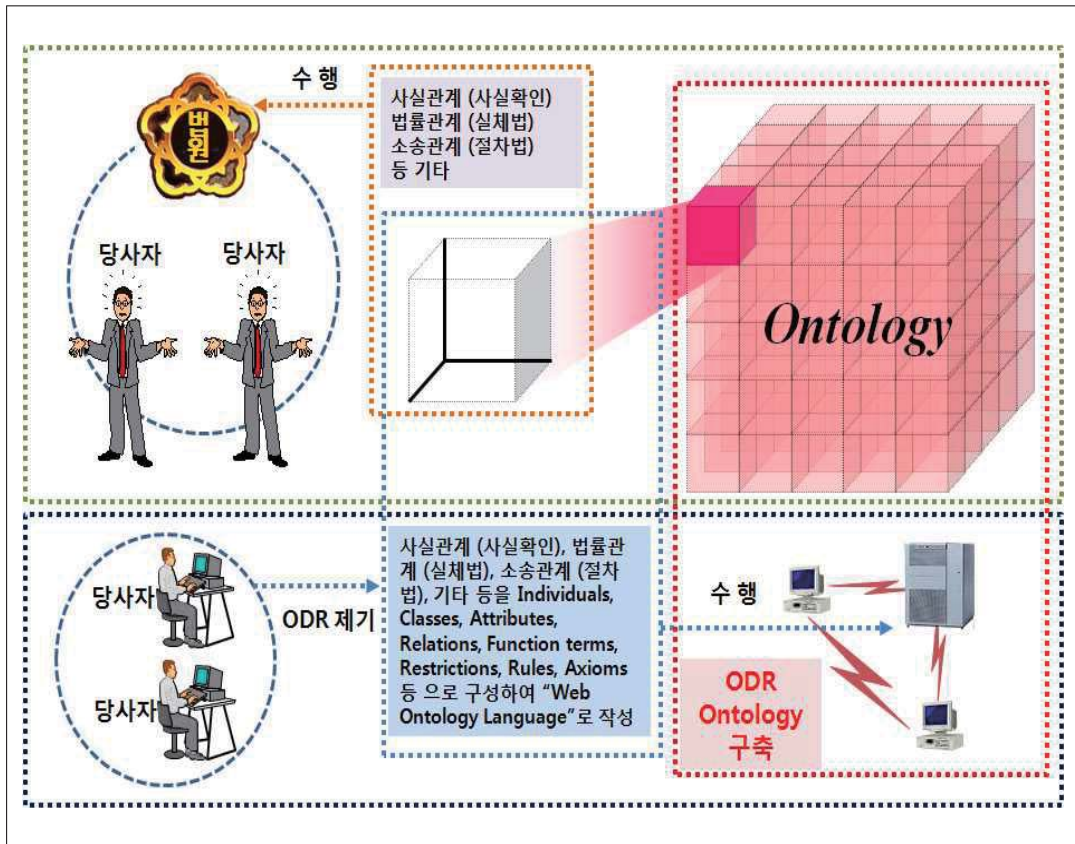 수 행
사실관계 (사실확인)
법률관계 (실체법)
소송관계 (절차법)
등 기타
법원
당사자
당사자
Ontology
당사자
당사자
ODR 제기
사실관계 (사실확인), 법률관
계 (실체법), 소송관계 (절차
법), 기타 등을 Individuals,
Classes, Attributes,
Relations, Function terms,
Restrictions, Rules, Axioms
등 으로 구성하여 “Web
Ontology Language”로 작성
수 행
ODR
Ontology
구축